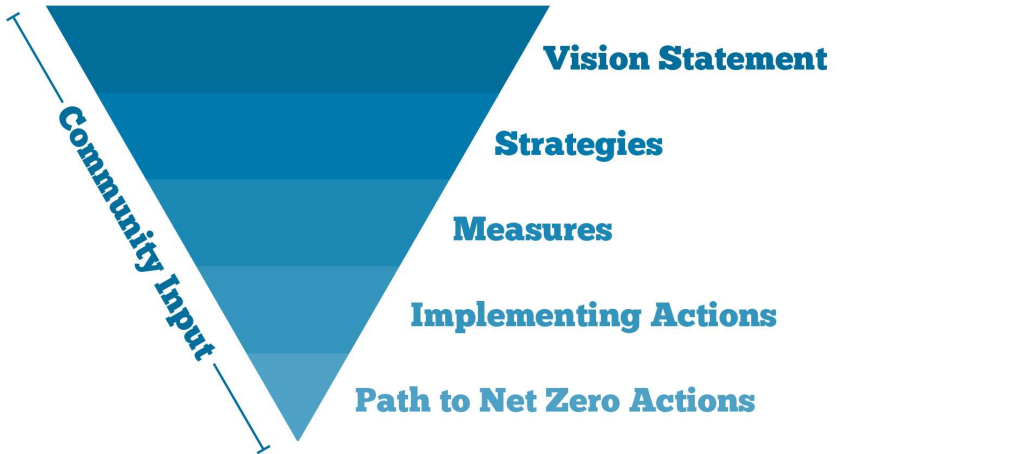 Vision Statement
Strategies
Measures
Implementing Actions
Path to Net Zero Actions
Community Input